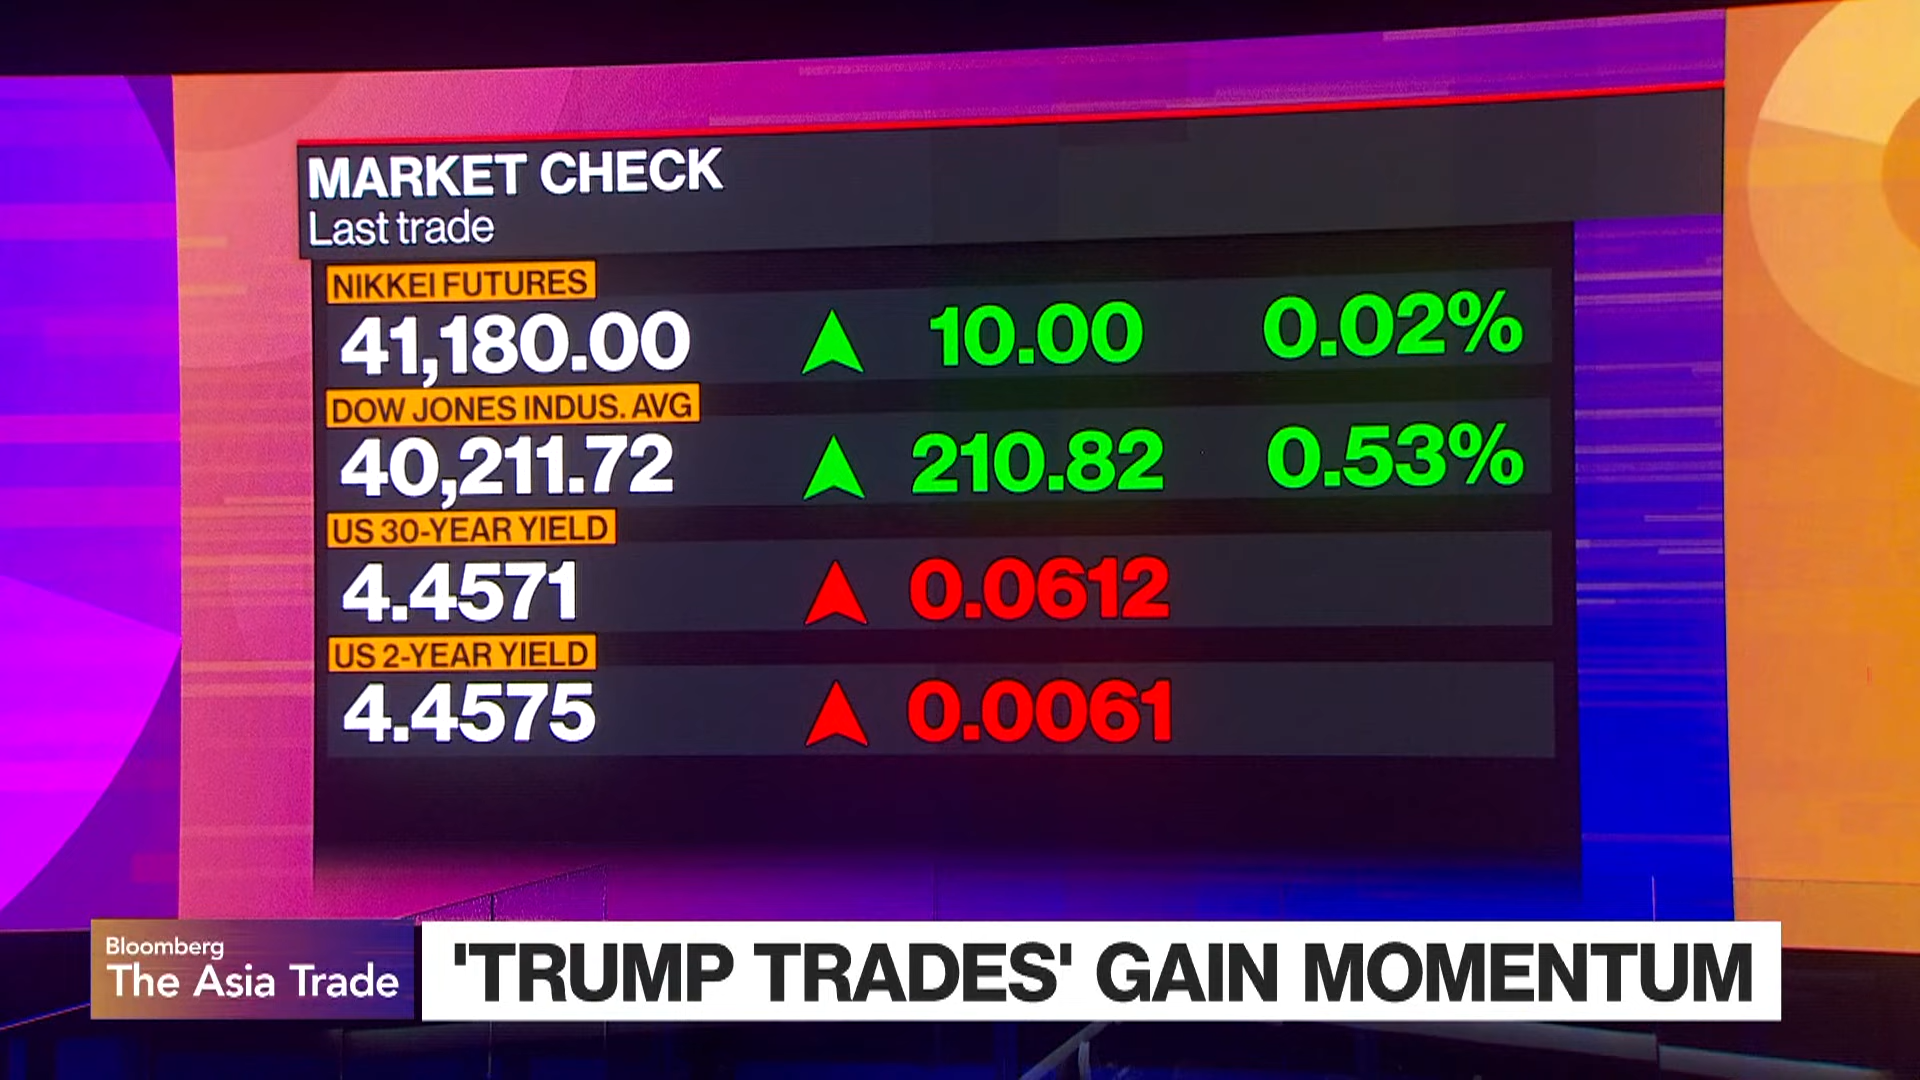 MARKET CHECK
Last trade
NIKKEI FUTURES
41,180.00 10.00 0.02%
DOW JONES INDUS. AVG
40,211.72 210.82 0.53%
US 30-YEAR YIELD
4.4571 0.0612
US 2-YEAR YIELD
4.4575 0.0061
Bloomberg
The Asia Trade
'TRUMP TRADES' GAIN MOMENTUM